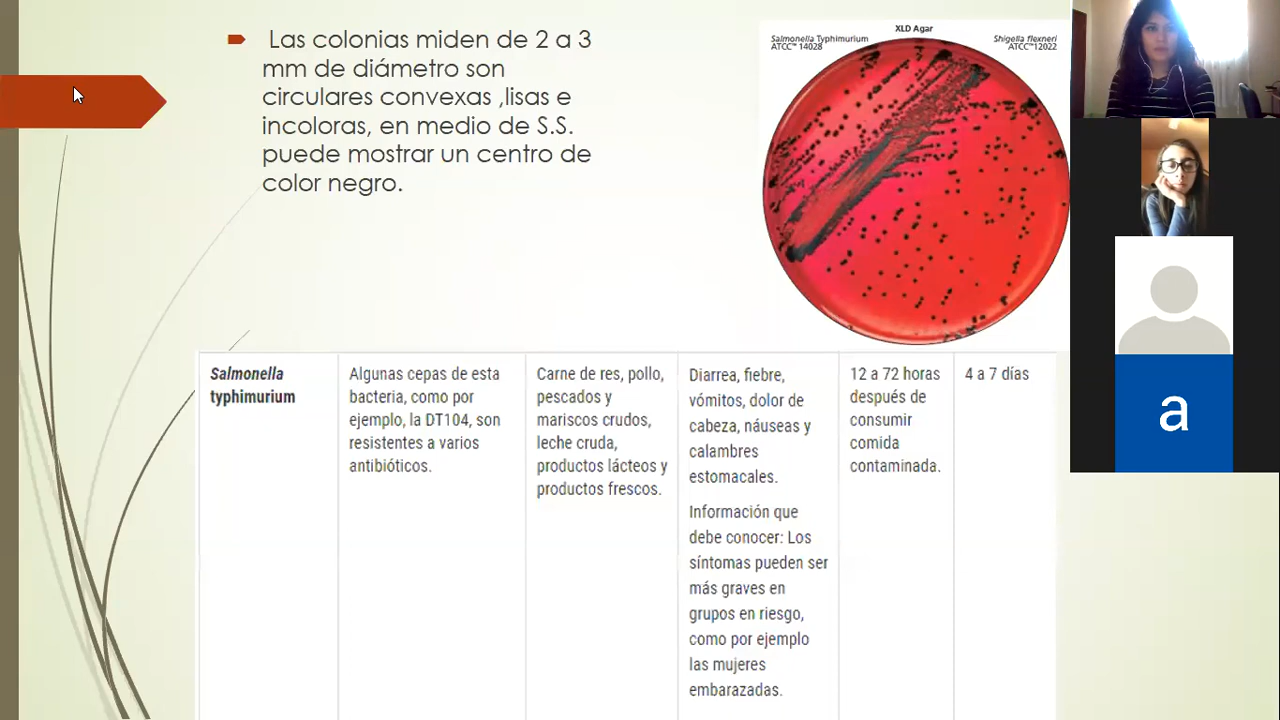 Las colonias miden de 2 a 3
mm de diámetro son
circulares convexas ,lisas e
incoloras, en medio de S.S.
puede mostrar un centro de
color negro.
XLD Agar
Salmonella Typhimurium
ATCC™ 14028
Shigella flexneri
ATCC™12022
Salmonella
typhimurium
Algunas cepas de esta
bacteria, como por
ejemplo, la DT104, son
resistentes a varios
antibióticos.
Carne de res, pollo,
pescados y
mariscos crudos,
leche cruda,
productos lácteos y
productos frescos.
Diarrea, fiebre,
vómitos, dolor de
cabeza, náuseas y
calambres
estomacales.
Información que
debe conocer: Los
síntomas pueden ser
más graves en
grupos en riesgo,
como por ejemplo
las mujeres
embarazadas.
12 a 72 horas
después de
consumir
comida
contaminada.
4 a 7 días
a